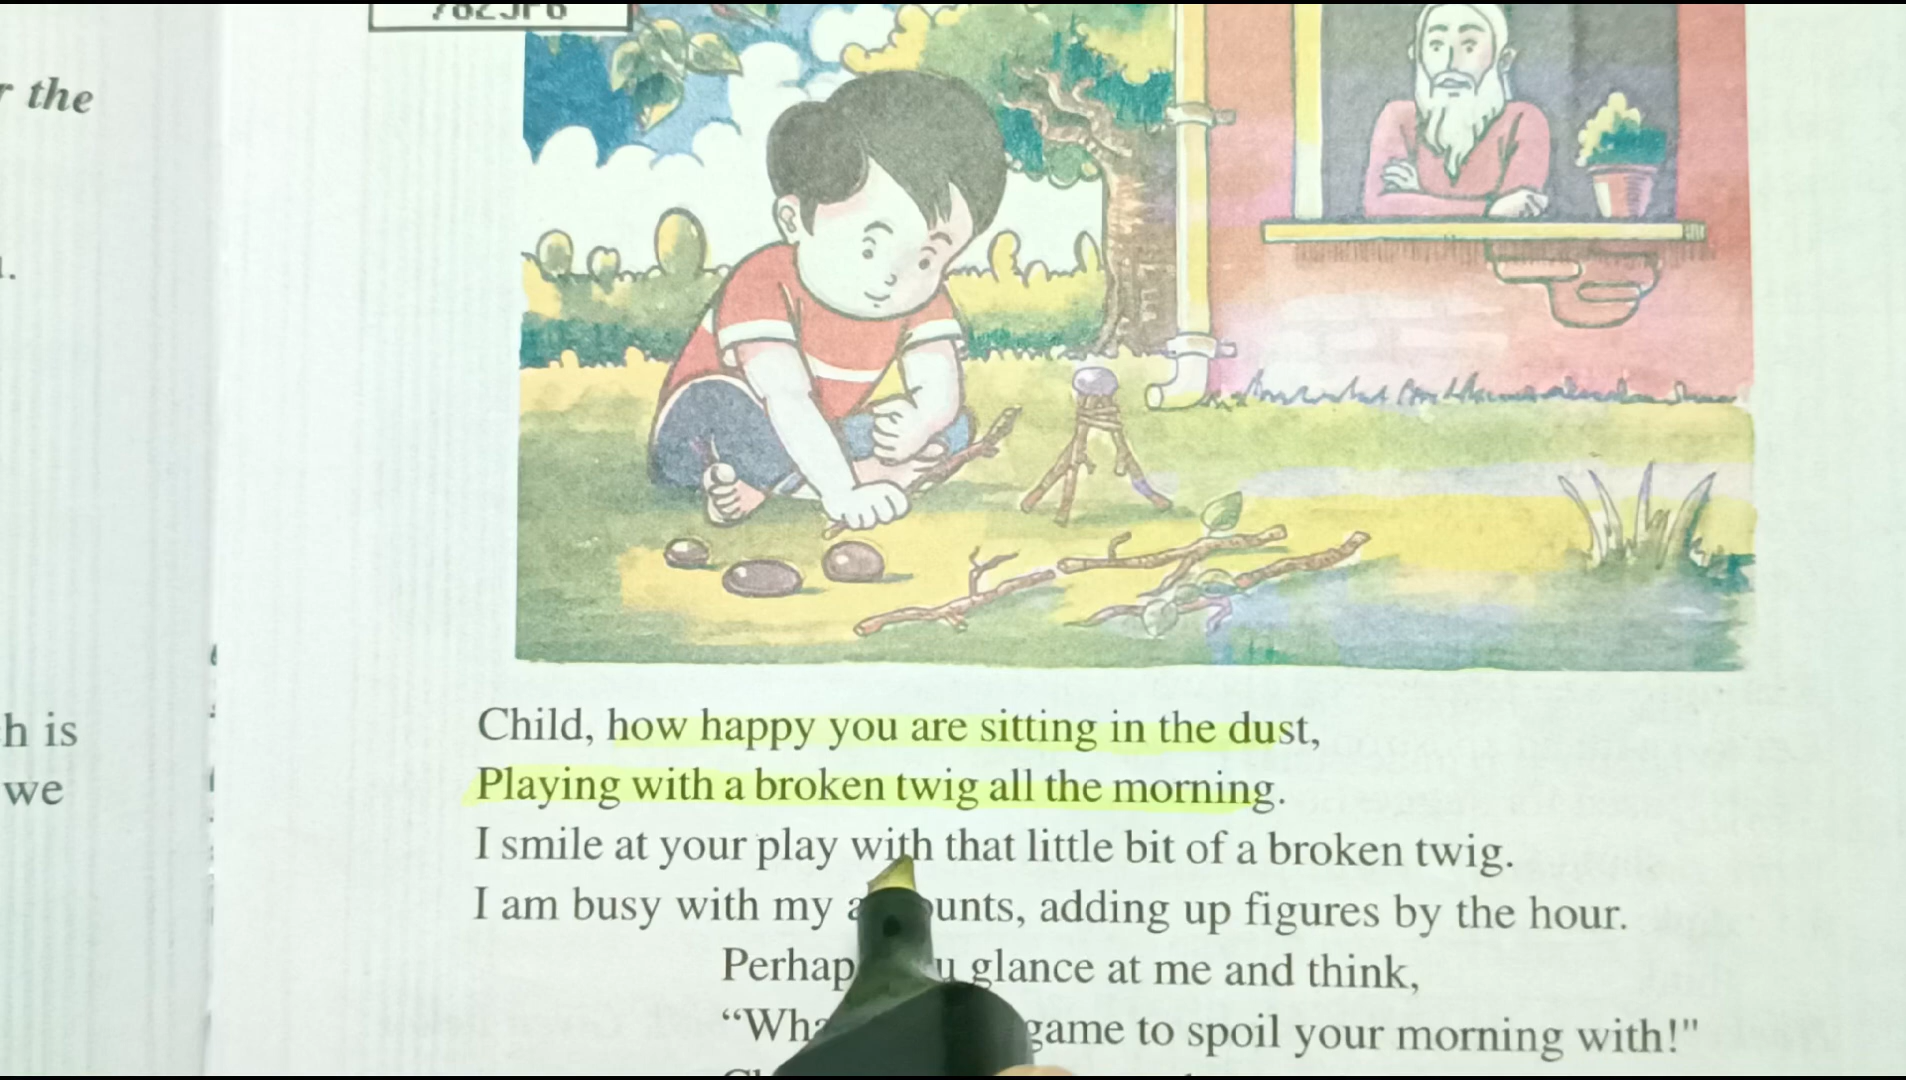 r the
h is
we
Child, how happy you are sitting in the dust,
Playing with a broken twig all the morning.
I smile at your play with that little bit of a broken twig.
I am busy with my unts, adding up figures by the hour.
Perhap glance at me and think,
“Wha game to spoil your morning with!"